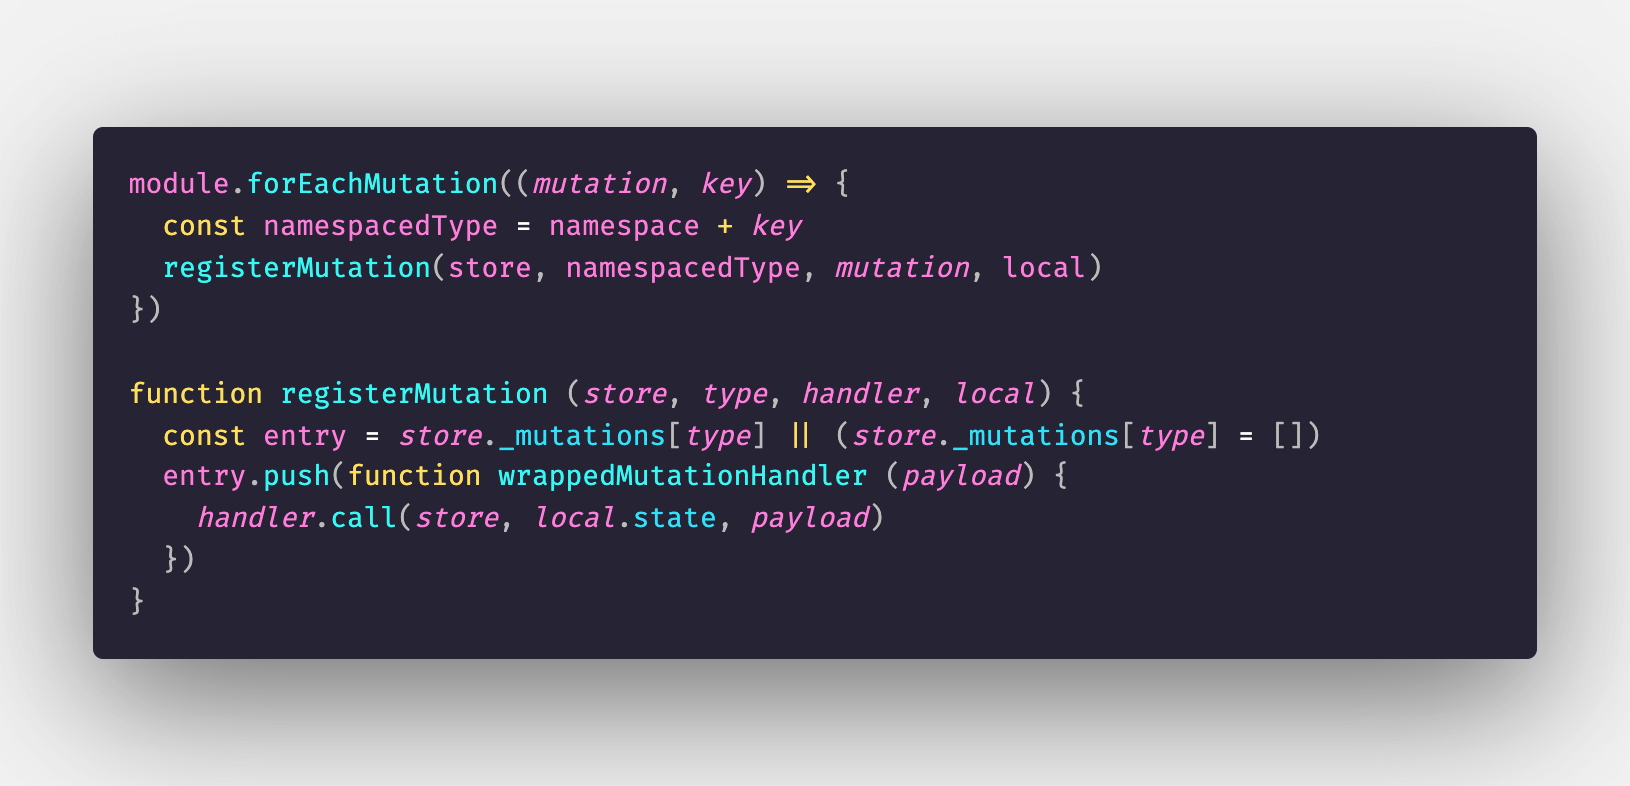 module.forEachMutation((mutation, key) => {
  const namespacedType = namespace + key
  registerMutation(store, namespacedType, mutation, local)
})

function registerMutation (store, type, handler, local) {
  const entry = store._mutations[type] || (store._mutations[type] = [])
  entry.push(function wrappedMutationHandler (payload) {
    handler.call(store, local.state, payload)
  })
}